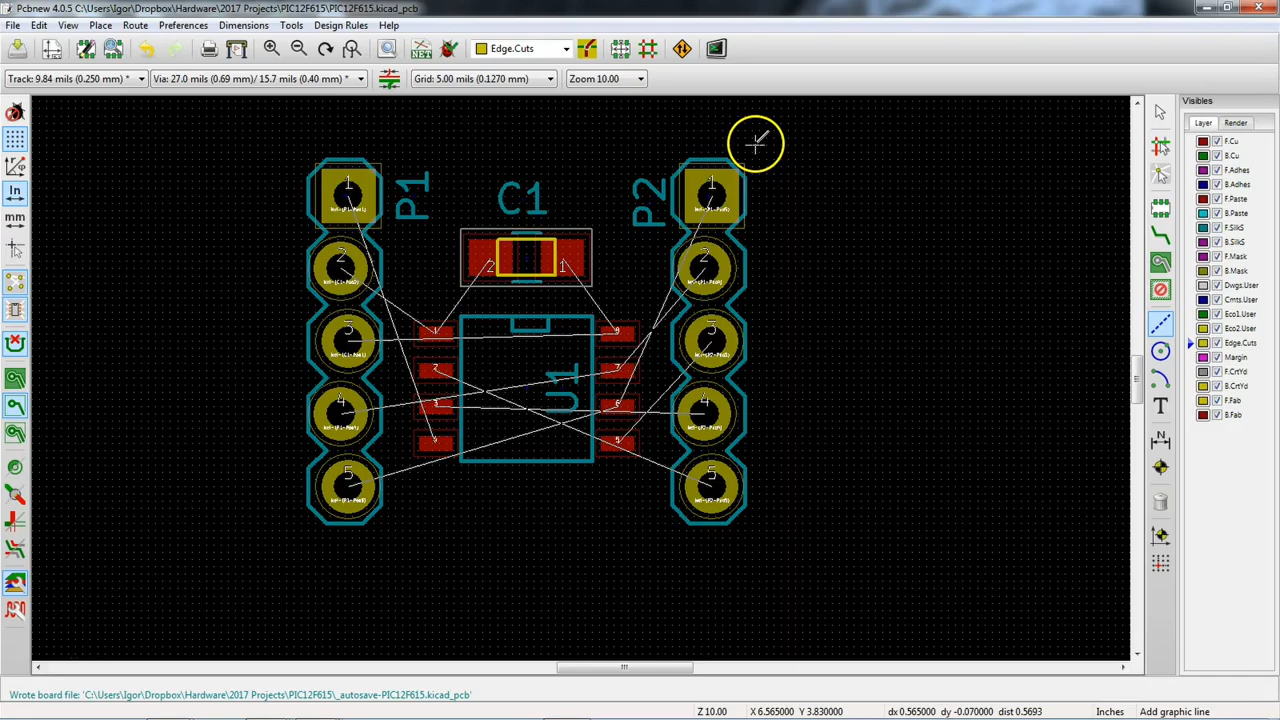 Pcbnew 4.0.5 C:\Users\Igor\Dropbox\Hardware\2017 Projects\PIC12F615\PIC12F615.kicad_pcb
File Edit View Place Route Preferences Dimensions Tools Design Rules Help
NET Edge.Cuts
Track: 9.84 mils (0.250 mm) * Via: 27.0 mils (0.69 mm)/ 15.7 mils (0.40 mm) * Grid: 5.00 mils (0.1270 mm) Zoom 10.00
In
mm
Visibles
Layer Render
F.Cu
B.Cu
F.Adhes
B.Adhes
F.Paste
B.Paste
F.SilkS
B.SilkS
F.Mask
B.Mask
Dwgs.User
Cmts.User
Eco1.User
Eco2.User
Edge.Cuts
Margin
F.CrtYd
B.CrtYd
F.Fab
B.Fab
P1 C1 P2
1 1
2 2 1 2
3 8 3
2 U1 7
4 6 4
5
5 5
Wrote board file: 'C:\Users\Igor\Dropbox\Hardware\2017 Projects\PIC12F615\_autosave-PIC12F615.kicad_pcb'
Z 10.00 X 6.565000 Y 3.830000 dx 0.565000 dy -0.070000 dist 0.5693 Inches Add graphic line